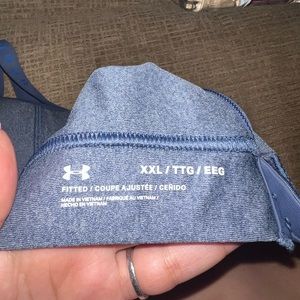 XXL / TTG / EEG
FITTED / COUPE AJUSTÉE / CEÑIDO
MADE IN VIETNAM / FABRIQUÉ AU VIETNAM /
HECHO EN VIETNAM